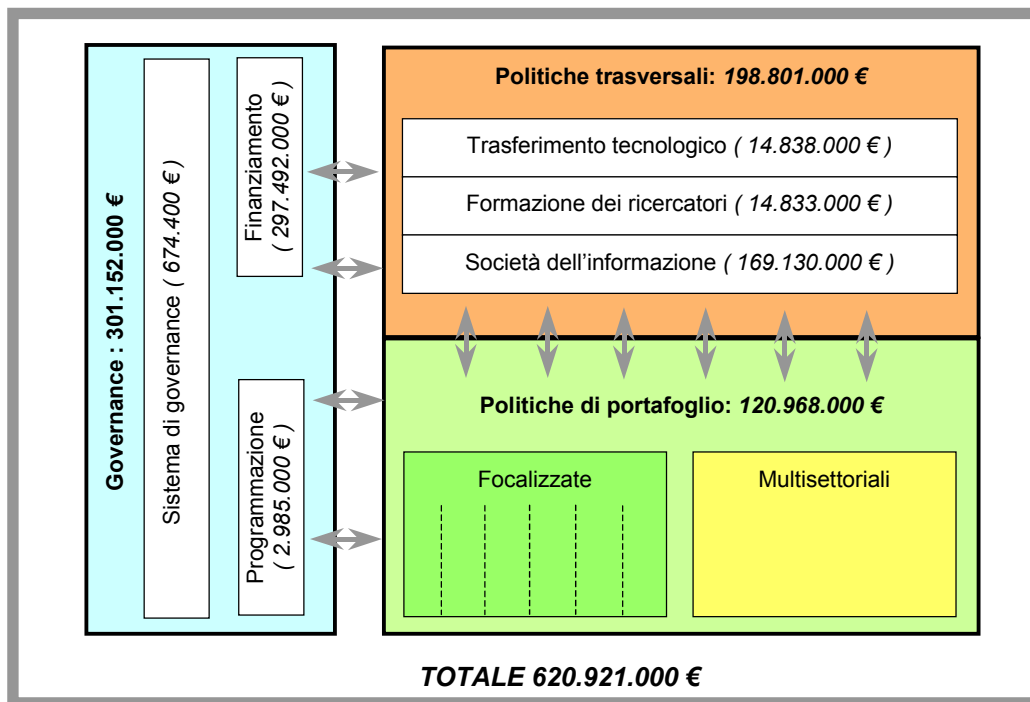 Governance : 301.152.000 €
Sistema di governance ( 674.400 € )
Finanziamento
( 297.492.000 € )
Programmazione
( 2.985.000 € )
Politiche trasversali: 198.801.000 €
Trasferimento tecnologico ( 14.838.000 € )
Formazione dei ricercatori ( 14.833.000 € )
Società dell’informazione ( 169.130.000 € )
Politiche di portafoglio: 120.968.000 €
Focalizzate
Multisettoriali
TOTALE 620.921.000 €